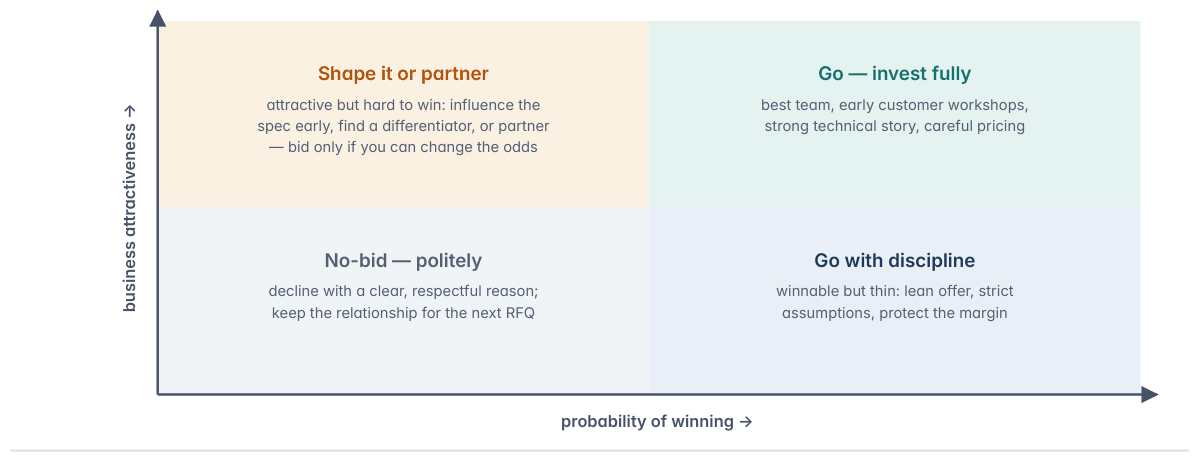 Shape it or partner
attractive but hard to win: influence the
spec early, find a differentiator, or partner
— bid only if you can change the odds
Go — invest fully
best team, early customer workshops,
strong technical story, careful pricing
business attractiveness →
No-bid — politely
decline with a clear, respectful reason;
keep the relationship for the next RFQ
Go with discipline
winnable but thin: lean offer, strict
assumptions, protect the margin
probability of winning →